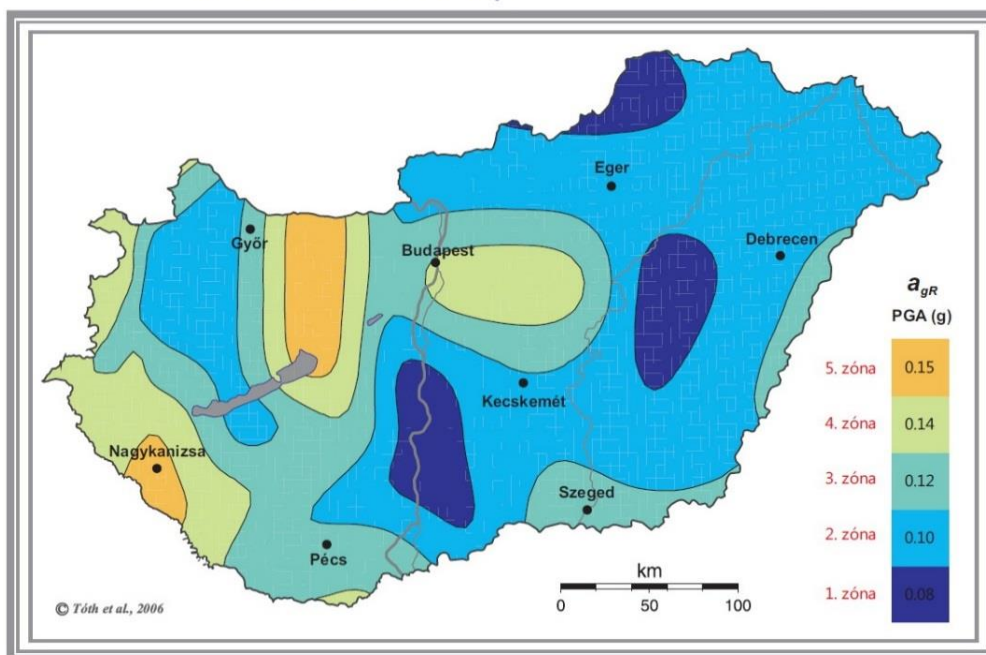 Eger
Győr
Budapest
Debrecen
a_gR
PGA (g)
5. zóna 0.15
Kecskemét
4. zóna 0.14
Nagykanizsa
3. zóna 0.12
Szeged
2. zóna 0.10
Pécs
km
1. zóna 0.08
0 50 100
© Tóth et al., 2006